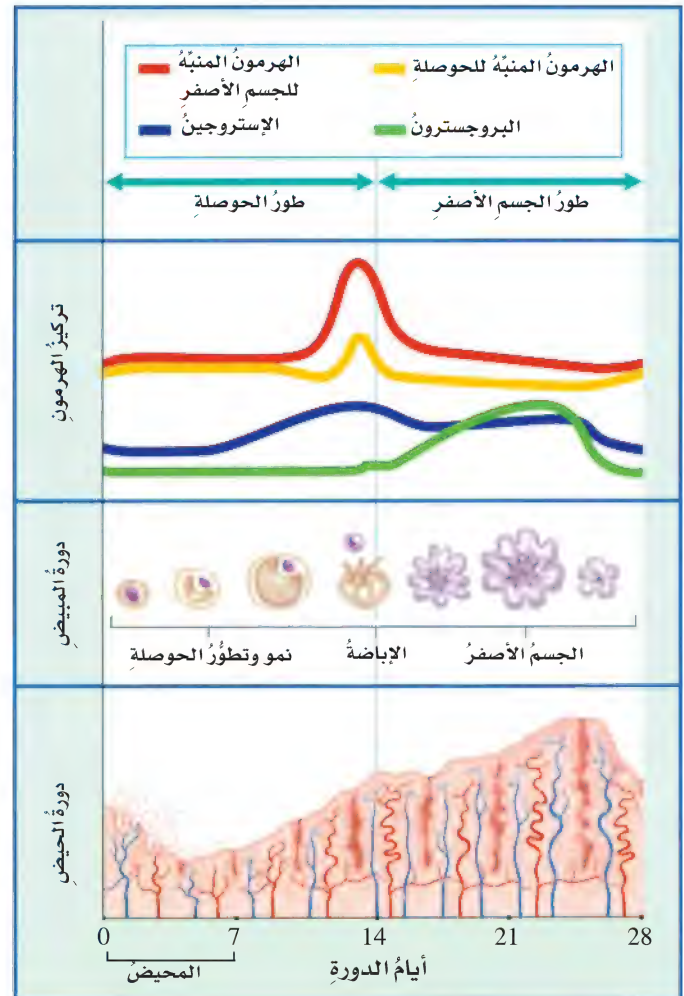 الهرمونُ المنبِّهُ
للجسمِ الأصفرِ
الهرمونُ المنبِّهُ للحوصلةِ
الإستروجينُ
البروجسترونُ
طورُ الحوصلةِ
طورُ الجسمِ الأصفرِ
تركيزُ الهرمونِ
دورةُ المبيضِ
نمو وتطوُّرُ الحوصلةِ
الإباضةُ
الجسمُ الأصفرُ
دورةُ الحيضِ
0 7 14 21 28
المحيضُ
أيامُ الدورةِ